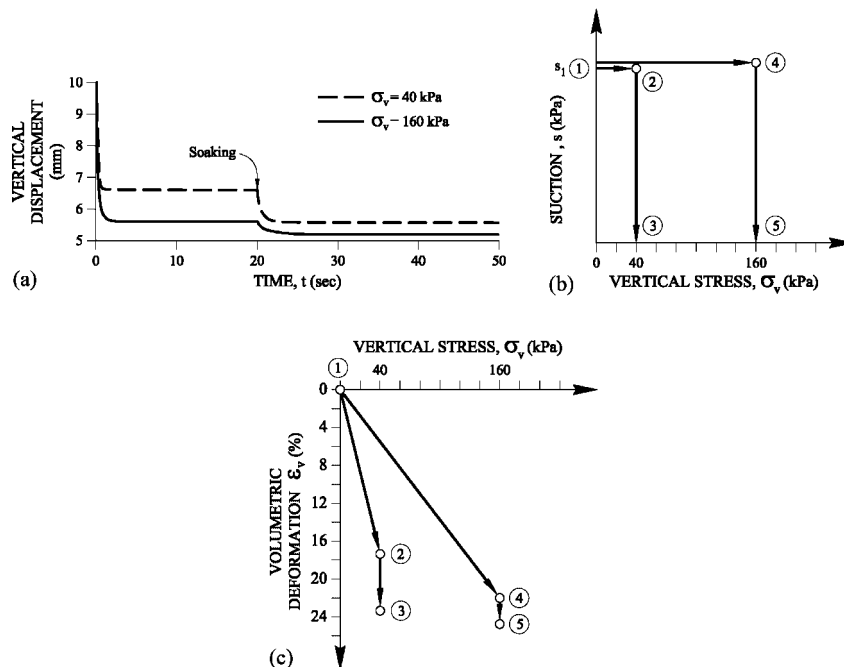 VERTICAL
DISPLACEMENT
(mm)
10
9
8
7
6
5
0
10
20
30
40
50
TIME, t (sec)
Soaking
σv = 40 kPa
σv – 160 kPa
(a)
SUCTION , s (kPa)
s1 1
2
4
3
5
0
40
160
VERTICAL STRESS, σv (kPa)
(b)
VERTICAL STRESS, σv (kPa)
1
40
160
VOLUMETRIC
DEFORMATION εv (%)
0
4
8
12
16
22
24
2
3
4
5
(c)